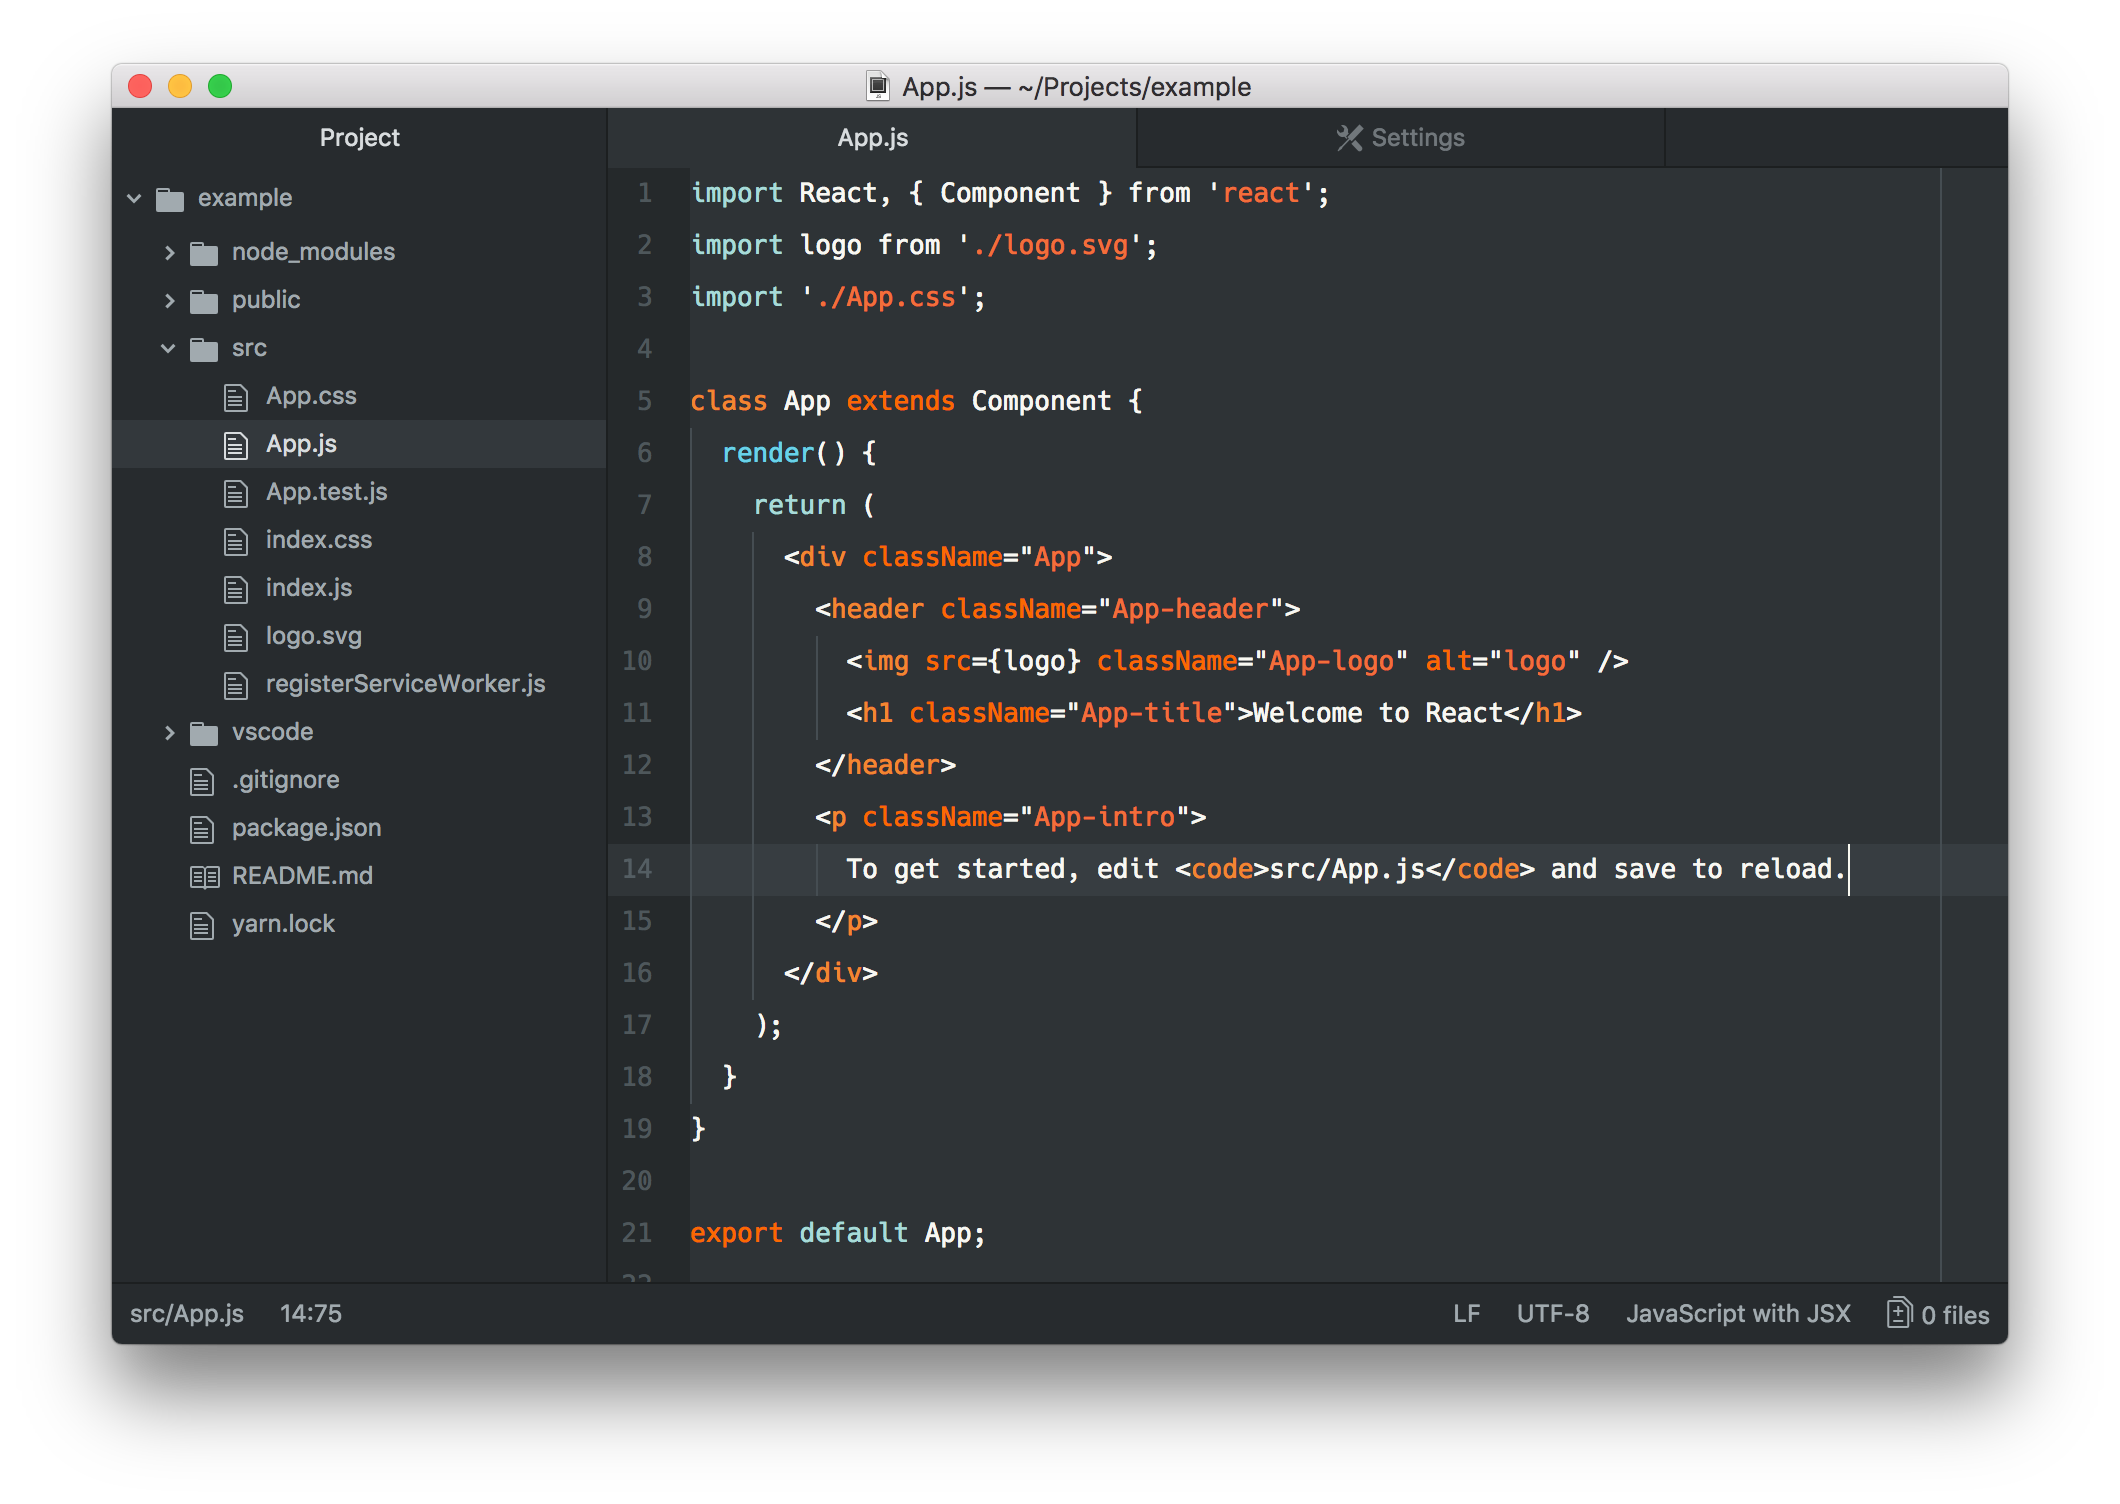 App.js — ~/Projects/example
Project
example
node_modules
public
src
App.css
App.js
App.test.js
index.css
index.js
logo.svg
registerServiceWorker.js
vscode
.gitignore
package.json
README.md
yarn.lock
App.js
Settings
1 import React, { Component } from 'react';
2 import logo from './logo.svg';
3 import './App.css';
4
5 class App extends Component {
6   render() {
7     return (
8       <div className="App">
9         <header className="App-header">
10           <img src={logo} className="App-logo" alt="logo" />
11           <h1 className="App-title">Welcome to React</h1>
12         </header>
13         <p className="App-intro">
14           To get started, edit <code>src/App.js</code> and save to reload.
15         </p>
16       </div>
17     );
18   }
19 }
20
21 export default App;
22
src/App.js 14:75
LF UTF-8 JavaScript with JSX 0 files